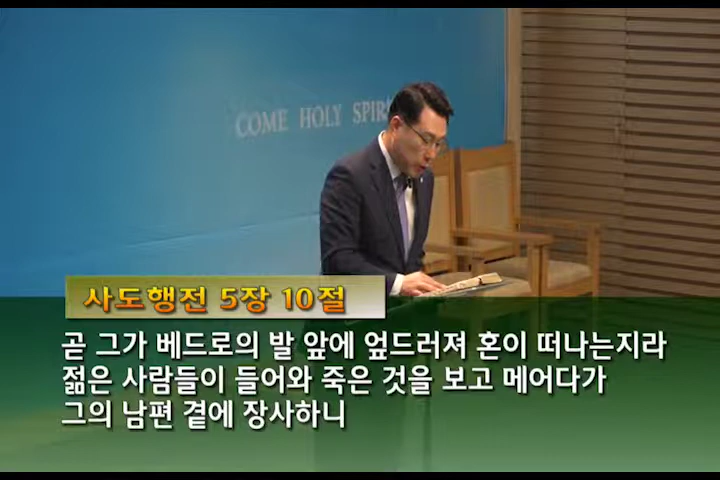 COME HOLY SPIR
사도행전 5장 10절
곧 그가 베드로의 발 앞에 엎드러져 혼이 떠나는지라
젊은 사람들이 들어와 죽은 것을 보고 메어다가
그의 남편 곁에 장사하니